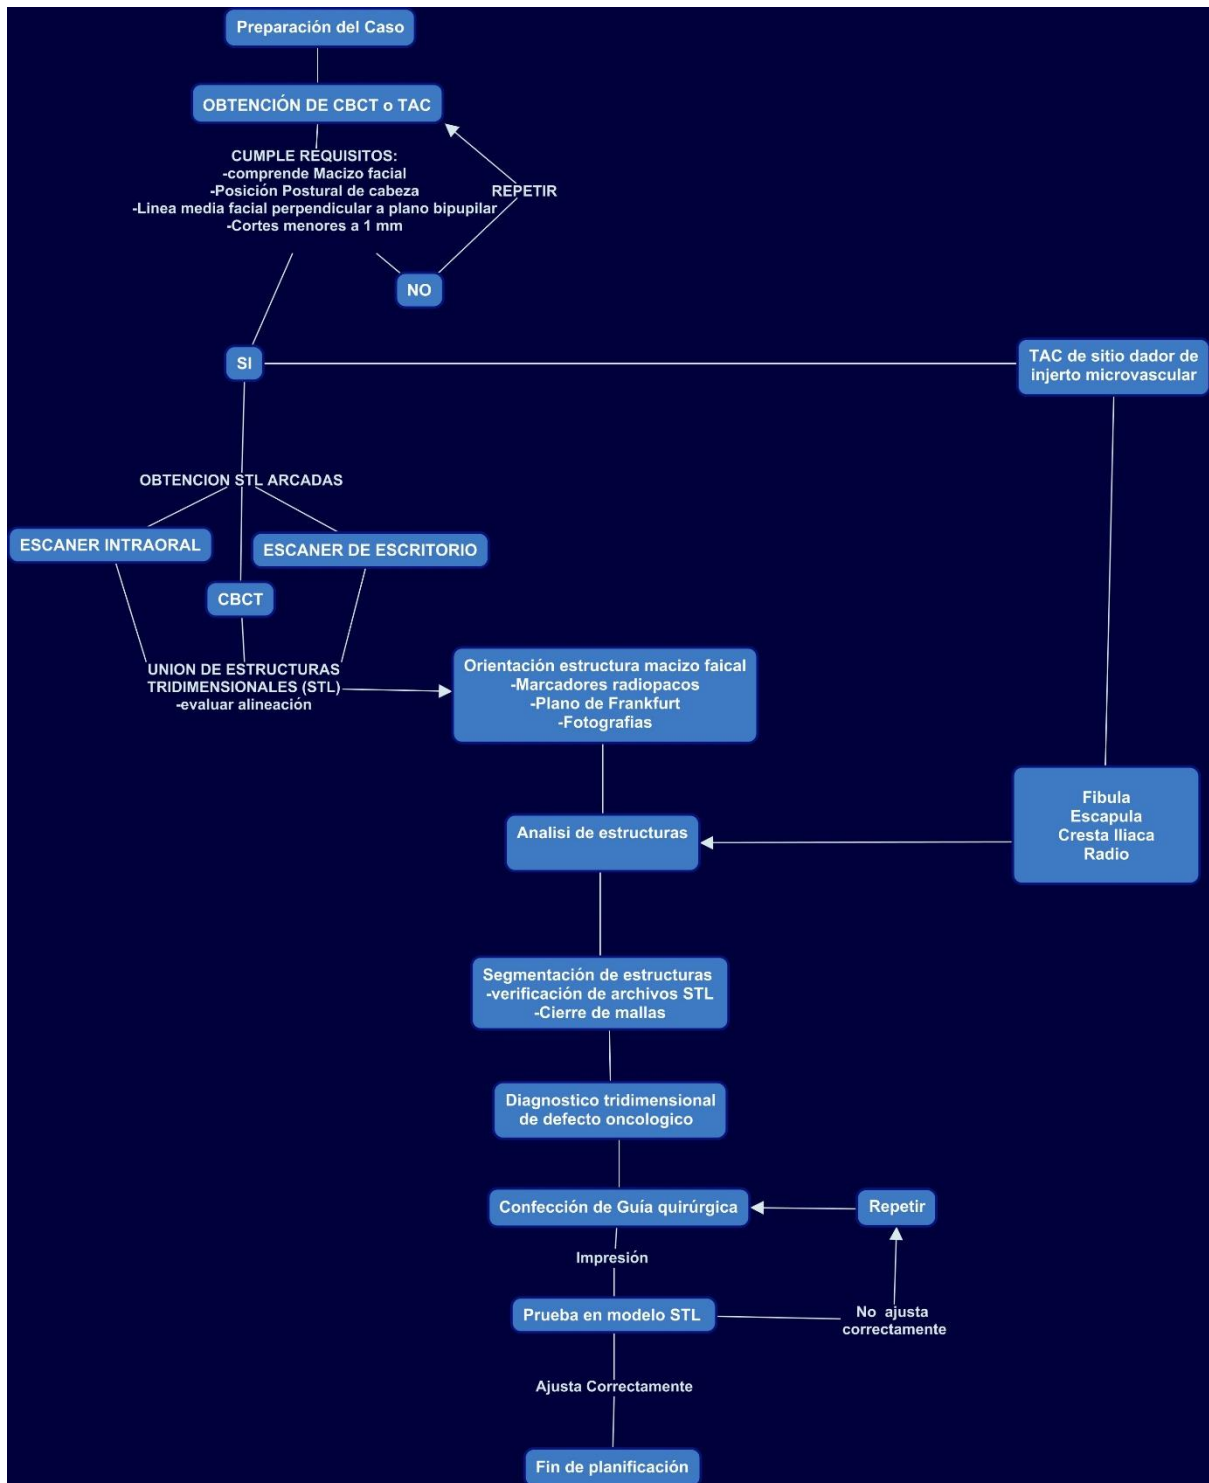 Preparación del Caso
OBTENCIÓN DE CBCT o TAC
CUMPLE REQUISITOS:
-comprende Macizo facial
-Posición Postural de cabeza
-Linea media facial perpendicular a plano bipupilar
-Cortes menores a 1 mm
REPETIR
NO
SI
TAC de sitio dador de
injerto microvascular
OBTENCION STL ARCADAS
ESCANER INTRAORAL
ESCANER DE ESCRITORIO
CBCT
UNION DE ESTRUCTURAS
TRIDIMENSIONALES (STL)
-evaluar alineación
Orientación estructura macizo faical
-Marcadores radiopacos
-Plano de Frankfurt
-Fotografias
Fibula
Escapula
Cresta Iliaca
Radio
Analisi de estructuras
Segmentación de estructuras
-verificación de archivos STL
-Cierre de mallas
Diagnostico tridimensional
de defecto oncologico
Confección de Guía quirúrgica
Repetir
Impresión
Prueba en modelo STL
No ajusta
correctamente
Ajusta Correctamente
Fin de planificación